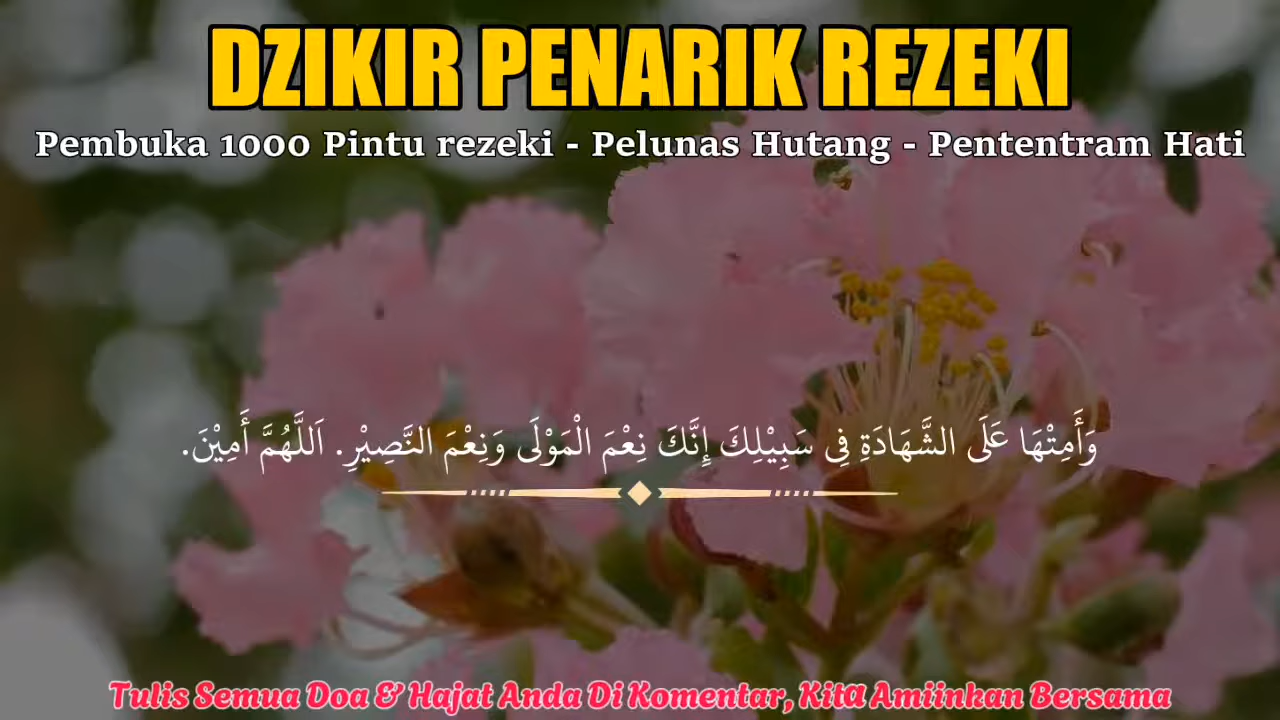 DZIKIR PENARIK REZEKI
Pembuka 1000 Pintu rezeki - Pelunas Hutang - Pententram Hati
وَأَمِتْهَا عَلَى الشَّهَادَةِ فِى سَبِيْلِكَ إِنَّكَ نِعْمَ الْمَوْلَى وَنِعْمَ النَّصِيْرِ. اَللَّهُمَّ أَمِيْنَ.
Tulis Semua Doa & Hajat Anda Di Komentar, Kita Amiinkan Bersama